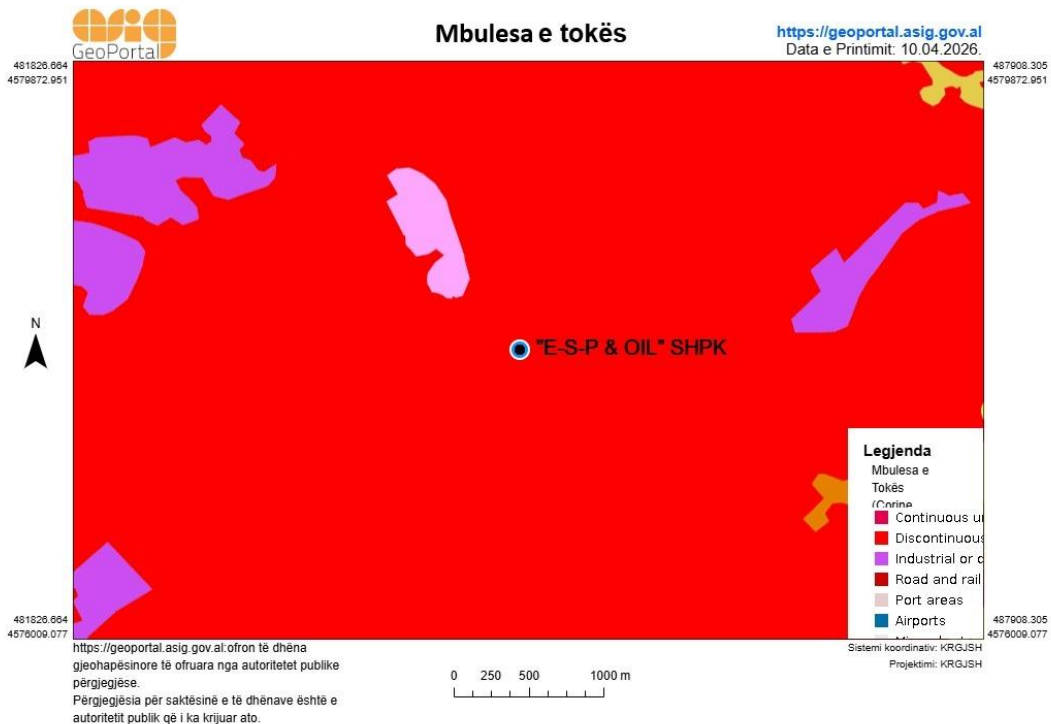 asig
GeoPortal
Mbulesa e tokës
https://geoportal.asig.gov.al
Data e Printimit: 10.04.2026.
481826.664
4579872.951
487908.305
4579872.951
N
"E-S-P & OIL" SHPK
Legjenda
Mbulesa e
Tokës
(Corine
Continuous u
Discontinuous
Industrial or c
Road and rail
Port areas
Airports
481826.664
4576009.077
487908.305
4576009.077
https://geoportal.asig.gov.al:ofron të dhëna
gjeohapësinore të ofruara nga autoritetet publike
përgjegjëse.
Përgjegjësia për saktësinë e të dhënave është e
autoritetit publik që i ka krijuar ato.
0 250 500 1000 m
Sistemi koordinativ: KRGJSH
Projektimi: KRGJSH